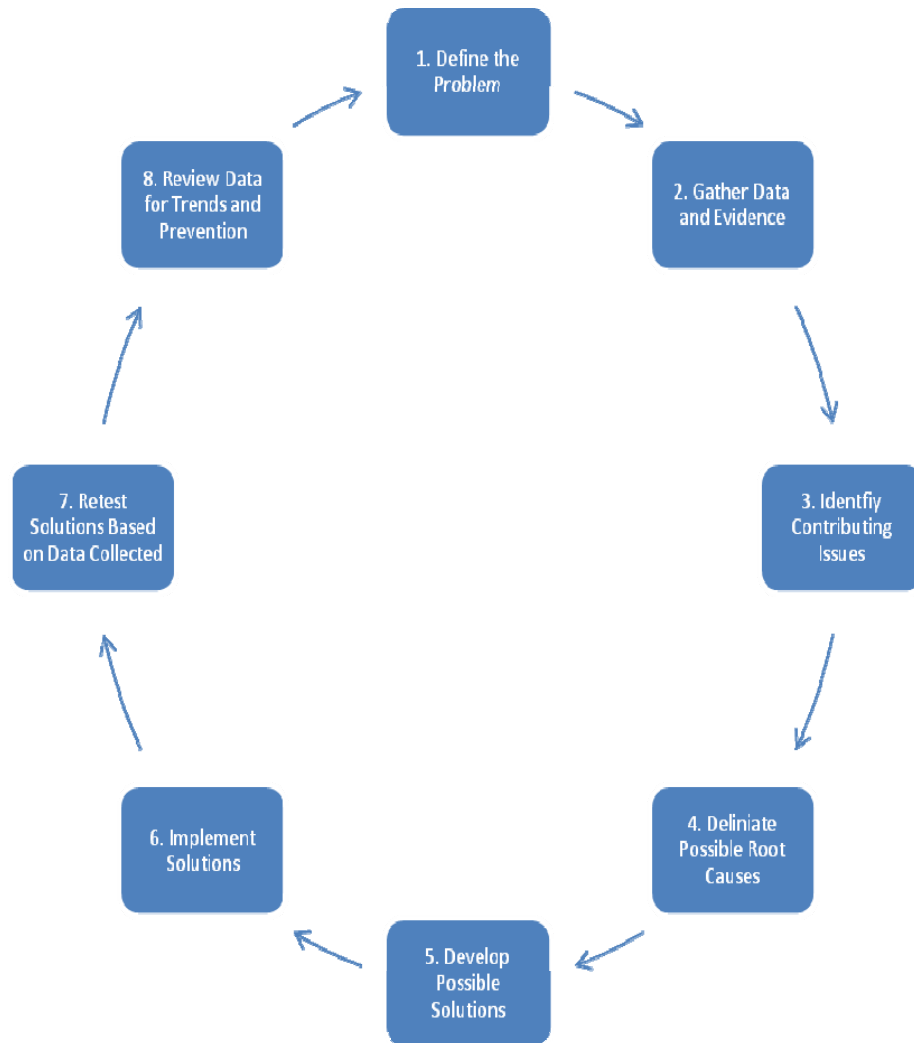 1. Define the
Problem
2. Gather Data
and Evidence
3. Identfiy
Contributing
Issues
4. Deliniate
Possible Root
Causes
5. Develop
Possible
Solutions
6. Implement
Solutions
7. Retest
Solutions Based
on Data Collected
8. Review Data
for Trends and
Prevention